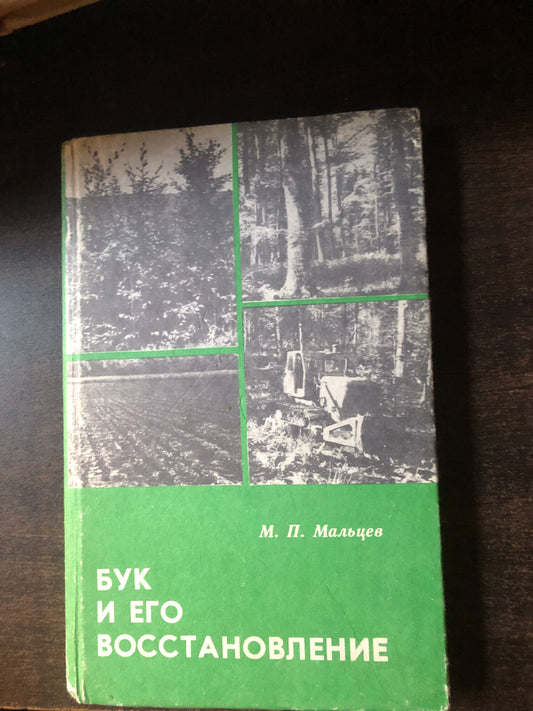 М. П. Мальцев
БУК
И ЕГО
ВОССТАНОВЛЕНИЕ